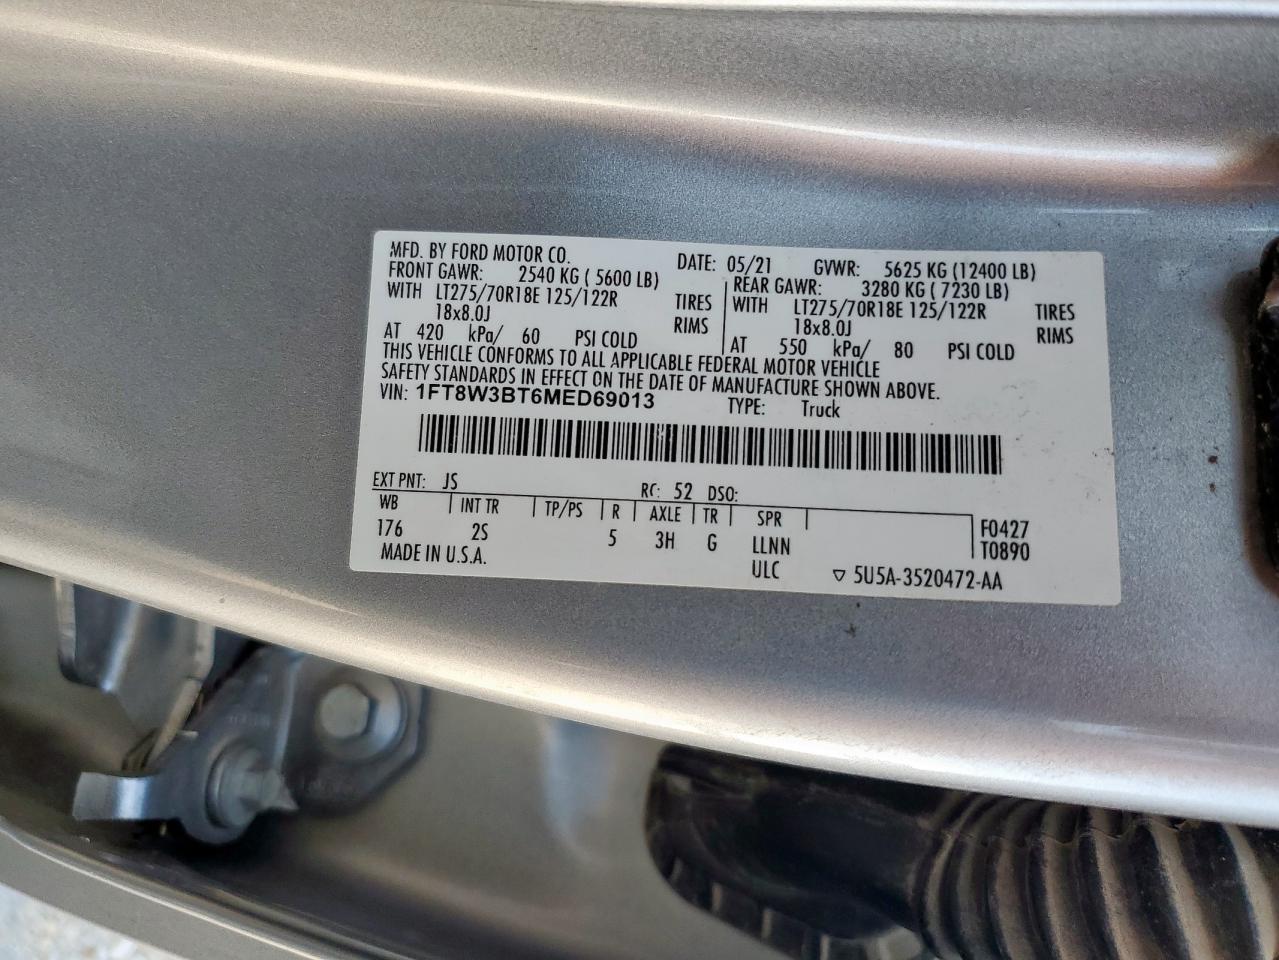 MFD. BY FORD MOTOR CO. DATE: 05/21 GVWR: 5625 KG (12400 LB)
FRONT GAWR: 2540 KG ( 5600 LB) REAR GAWR: 3280 KG ( 7230 LB)
WITH LT275/70R18E 125/122R TIRES WITH LT275/70R18E 125/122R TIRES
18x8.0J RIMS 18x8.0J RIMS
AT 420 kPa/ 60 PSI COLD AT 550 kPa/ 80 PSI COLD
THIS VEHICLE CONFORMS TO ALL APPLICABLE FEDERAL MOTOR VEHICLE
SAFETY STANDARDS IN EFFECT ON THE DATE OF MANUFACTURE SHOWN ABOVE.
VIN: 1FT8W3BT6MED69013 TYPE: Truck
EXT PNT: JS RC: 52 DSO:
WB INT TR TP/PS R AXLE TR SPR F0427
176 2S 5 3H G LLNN T0890
MADE IN U.S.A. ULC ▽ 5U5A-3520472-AA